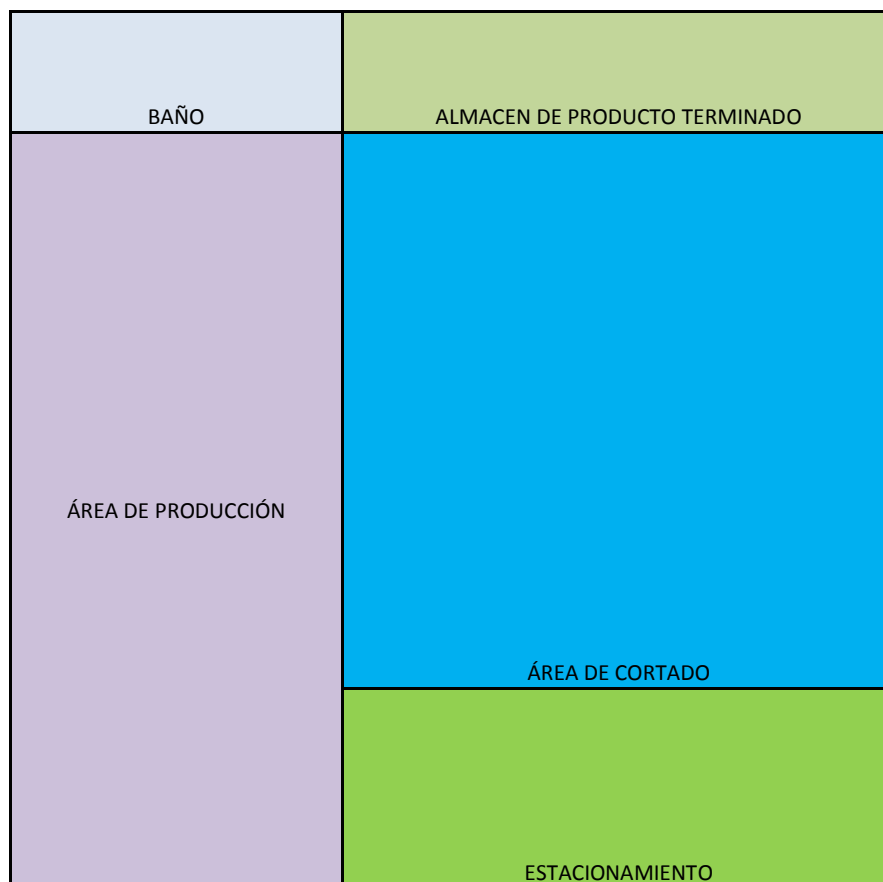 BAÑO
ALMACEN DE PRODUCTO TERMINADO
ÁREA DE PRODUCCIÓN
ÁREA DE CORTADO
ESTACIONAMIENTO